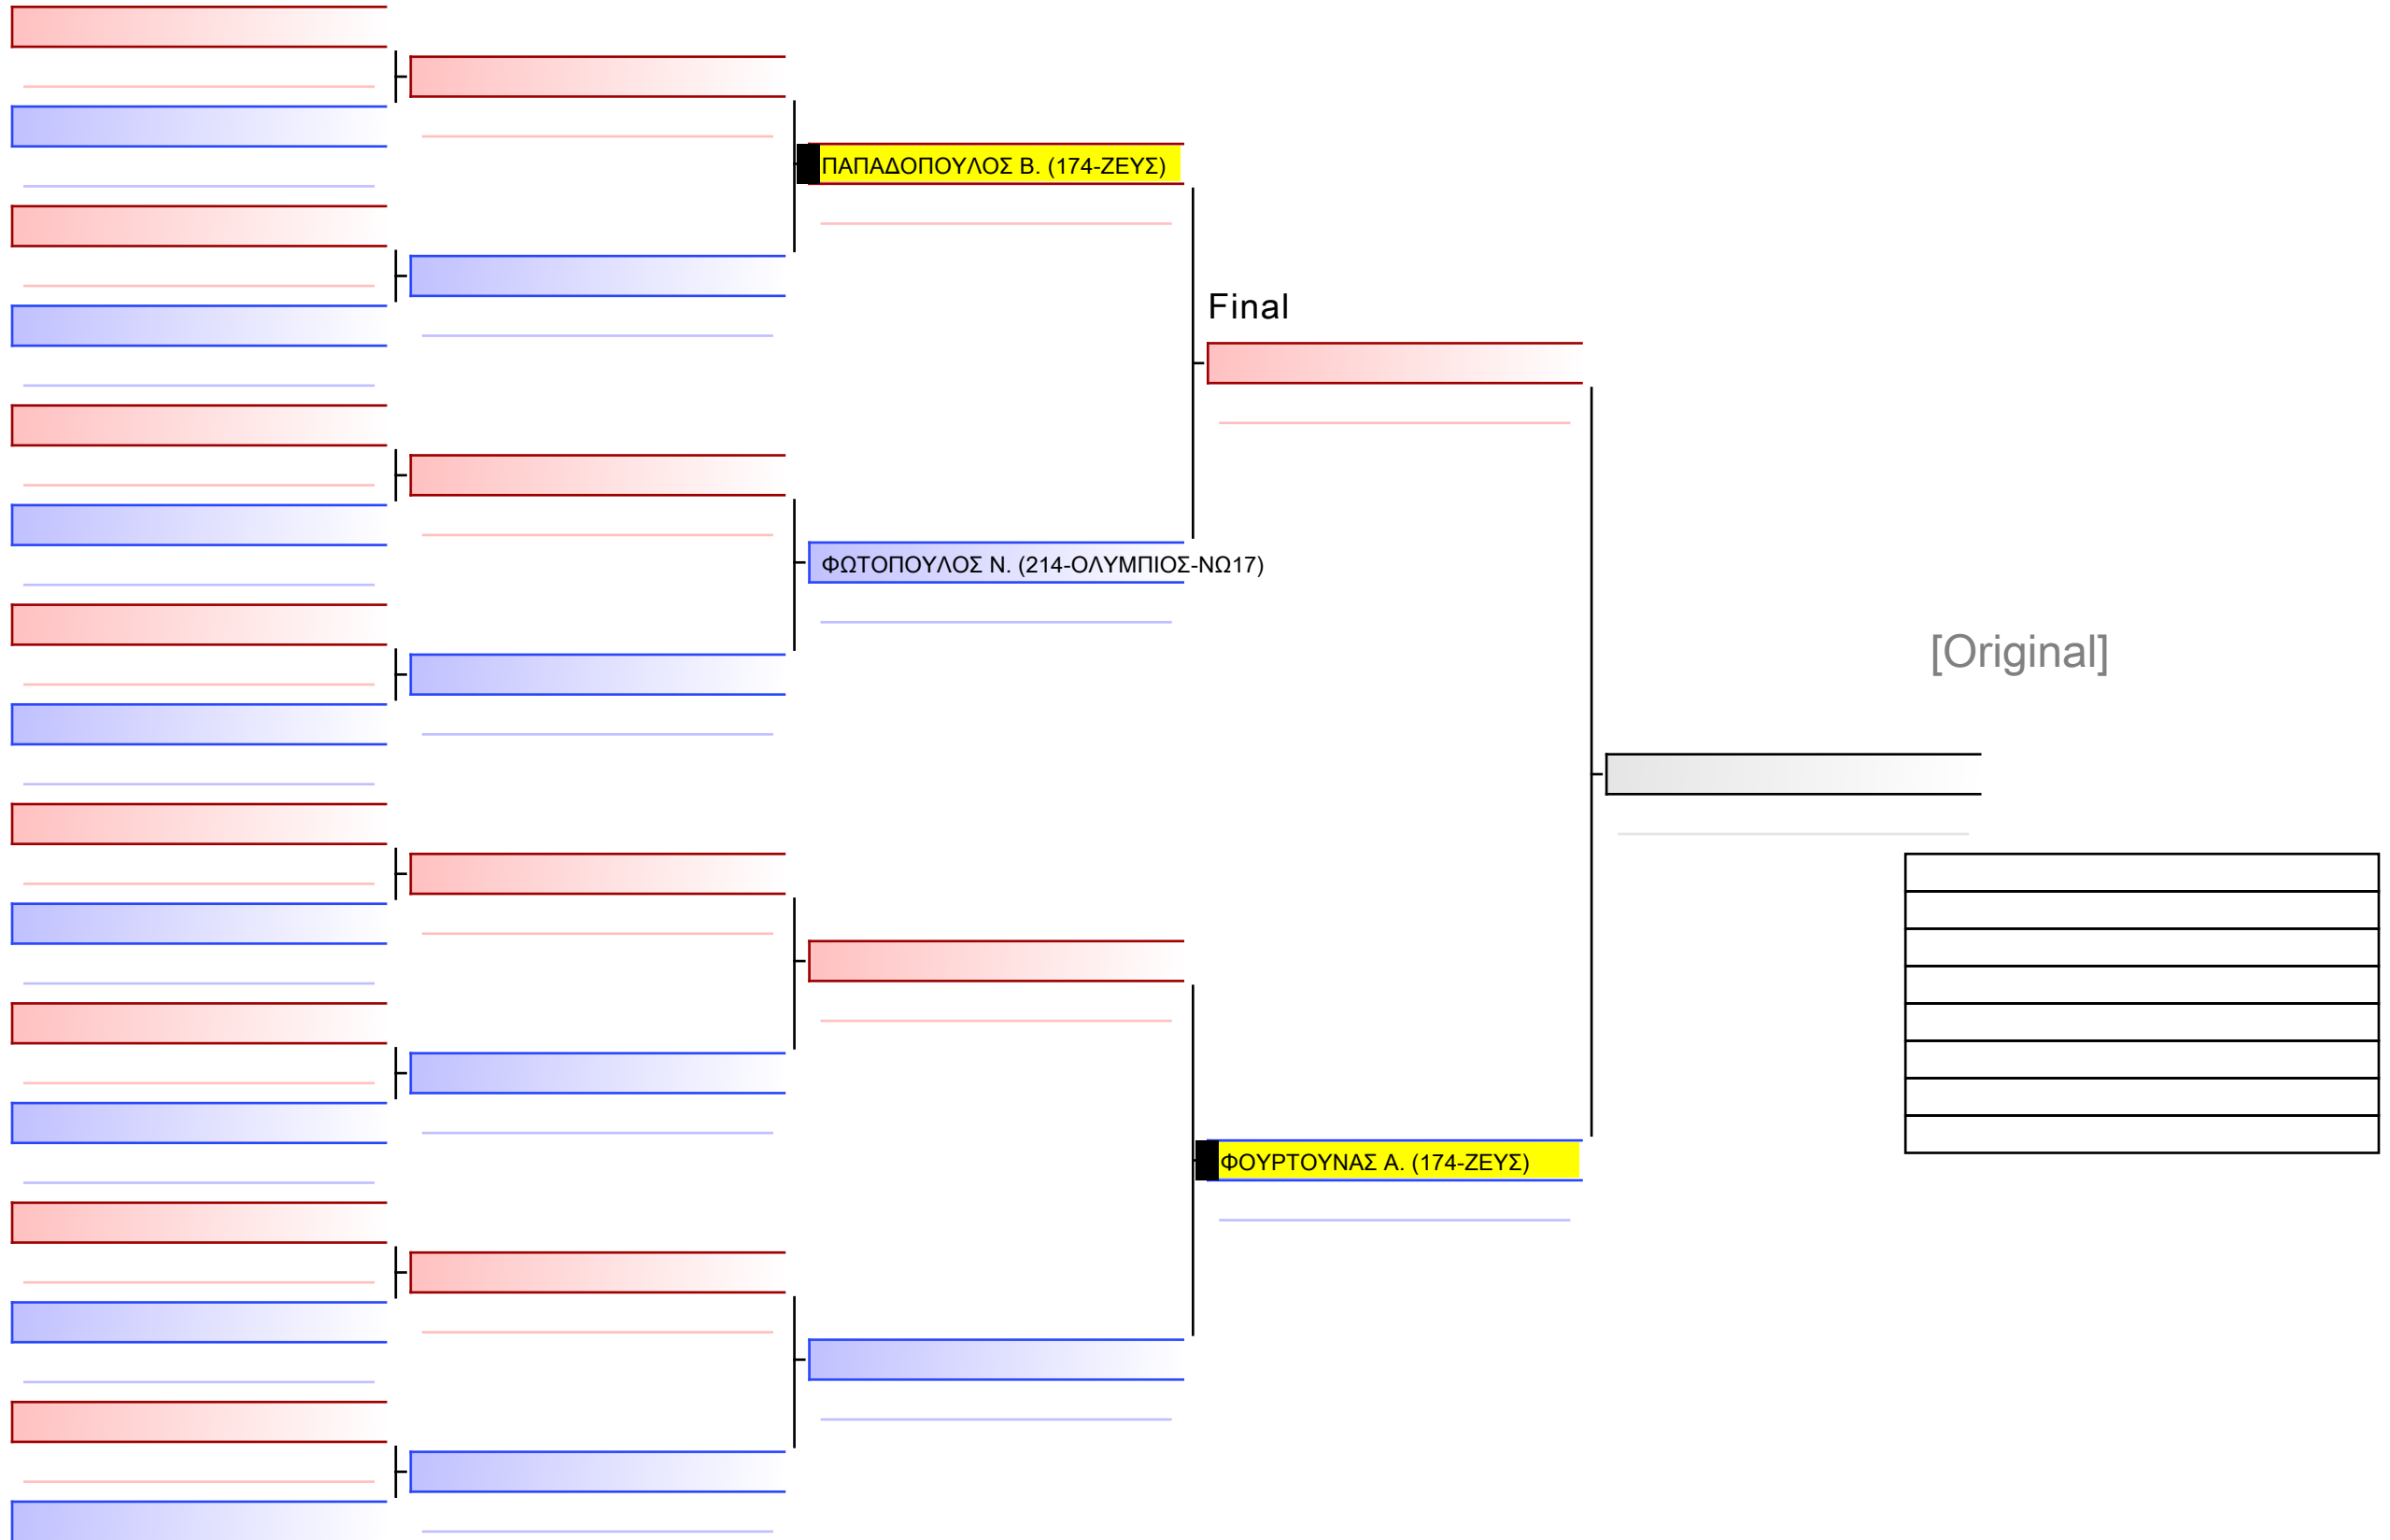 ΠΑΠΑΔΟΠΟΥΛΟΣ Β. (174-ΖΕΥΣ)
Final
ΦΩΤΟΠΟΥΛΟΣ Ν. (214-ΟΛΥΜΠΙΟΣ-ΝΩ17)
[Original]
ΦΟΥΡΤΟΥΝΑΣ Α. (174-ΖΕΥΣ)